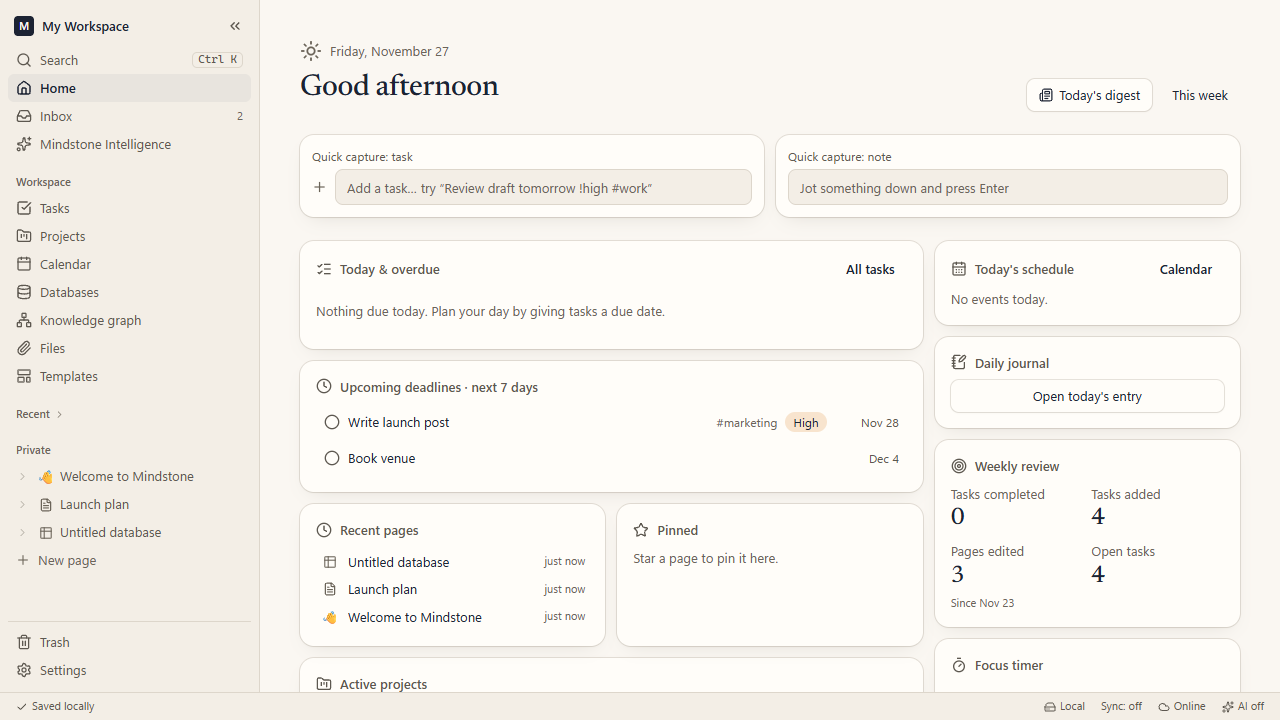 M My Workspace
Search Ctrl K
Home
Inbox 2
Mindstone Intelligence
Workspace
Tasks
Projects
Calendar
Databases
Knowledge graph
Files
Templates
Recent
Private
Welcome to Mindstone
Launch plan
Untitled database
New page
Trash
Settings
Friday, November 27
Good afternoon
Today's digest
This week
Quick capture: task
Add a task... try “Review draft tomorrow !high #work”
Quick capture: note
Jot something down and press Enter
Today & overdue
All tasks
Nothing due today. Plan your day by giving tasks a due date.
Upcoming deadlines · next 7 days
Write launch post #marketing High Nov 28
Book venue Dec 4
Recent pages
Untitled database just now
Launch plan just now
Welcome to Mindstone just now
Pinned
Star a page to pin it here.
Active projects
Today's schedule
Calendar
No events today.
Daily journal
Open today's entry
Weekly review
Tasks completed Tasks added
0 4
Pages edited Open tasks
3 4
Since Nov 23
Focus timer
Saved locally
Local Sync: off Online AI off